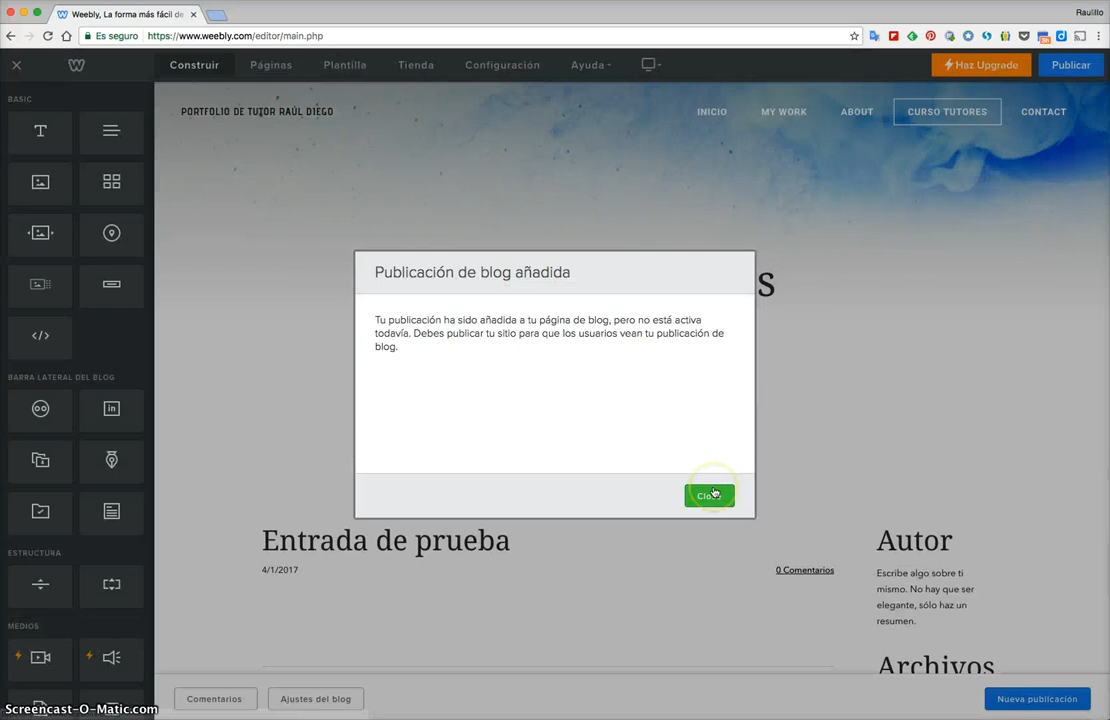 Weebly, La forma más fácil de
Raulillo
Es seguro
https://www.weebly.com/editor/main.php
Construir
Páginas
Plantilla
Tienda
Configuración
Ayuda
Haz Upgrade
Publicar
BASIC
PORTFOLIO DE TUTOR RAÚL DIEGO
INICIO
MY WORK
ABOUT
CURSO TUTORES
CONTACT
s
Publicación de blog añadida
Tu publicación ha sido añadida a tu página de blog, pero no está activa
todavía. Debes publicar tu sitio para que los usuarios vean tu publicación de
blog.
BARRA LATERAL DEL BLOG
in
ESTRUCTURA
MEDIOS
Entrada de prueba
4/1/2017
0 Comentarios
Autor
Escribe algo sobre ti
mismo. No hay que ser
elegante, sólo haz un
resumen.
Archivos
Comentarios
Ajustes del blog
Nueva publicación
Screencast-O-Matic.com